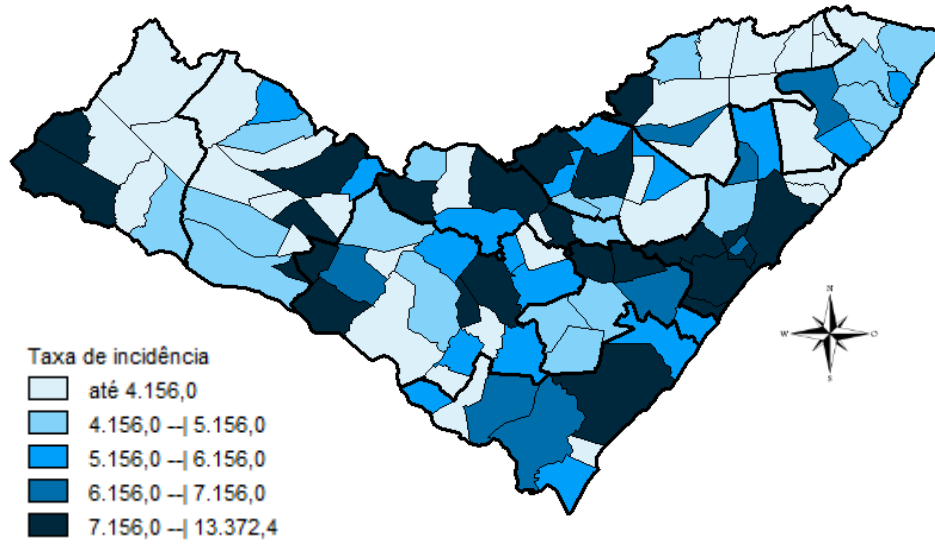 N
W
O
S
Taxa de incidência
até 4.156,0
4.156,0 --| 5.156,0
5.156,0 --| 6.156,0
6.156,0 --| 7.156,0
7.156,0 --| 13.372,4